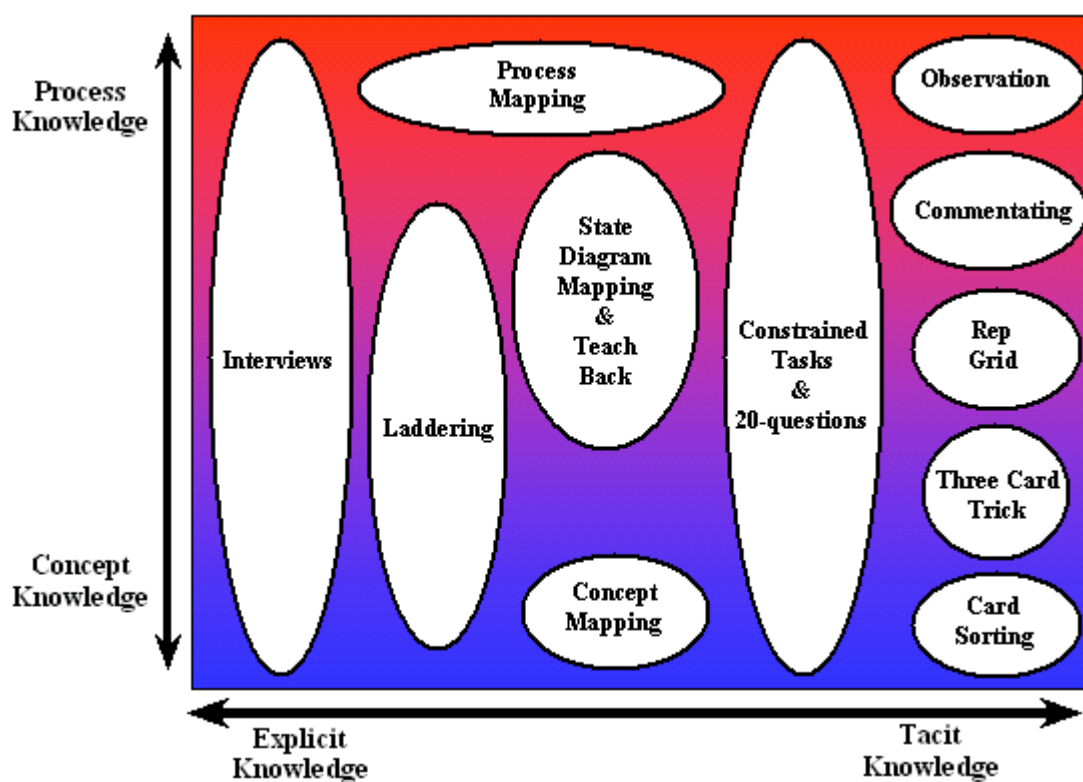 Process
Knowledge
Concept
Knowledge
Process
Mapping
Observation
Commentating
State
Diagram
Mapping
&
Teach
Back
Interviews
Laddering
Constrained
Tasks
&
20-questions
Rep
Grid
Three Card
Trick
Concept
Mapping
Card
Sorting
Explicit
Knowledge
Tacit
Knowledge